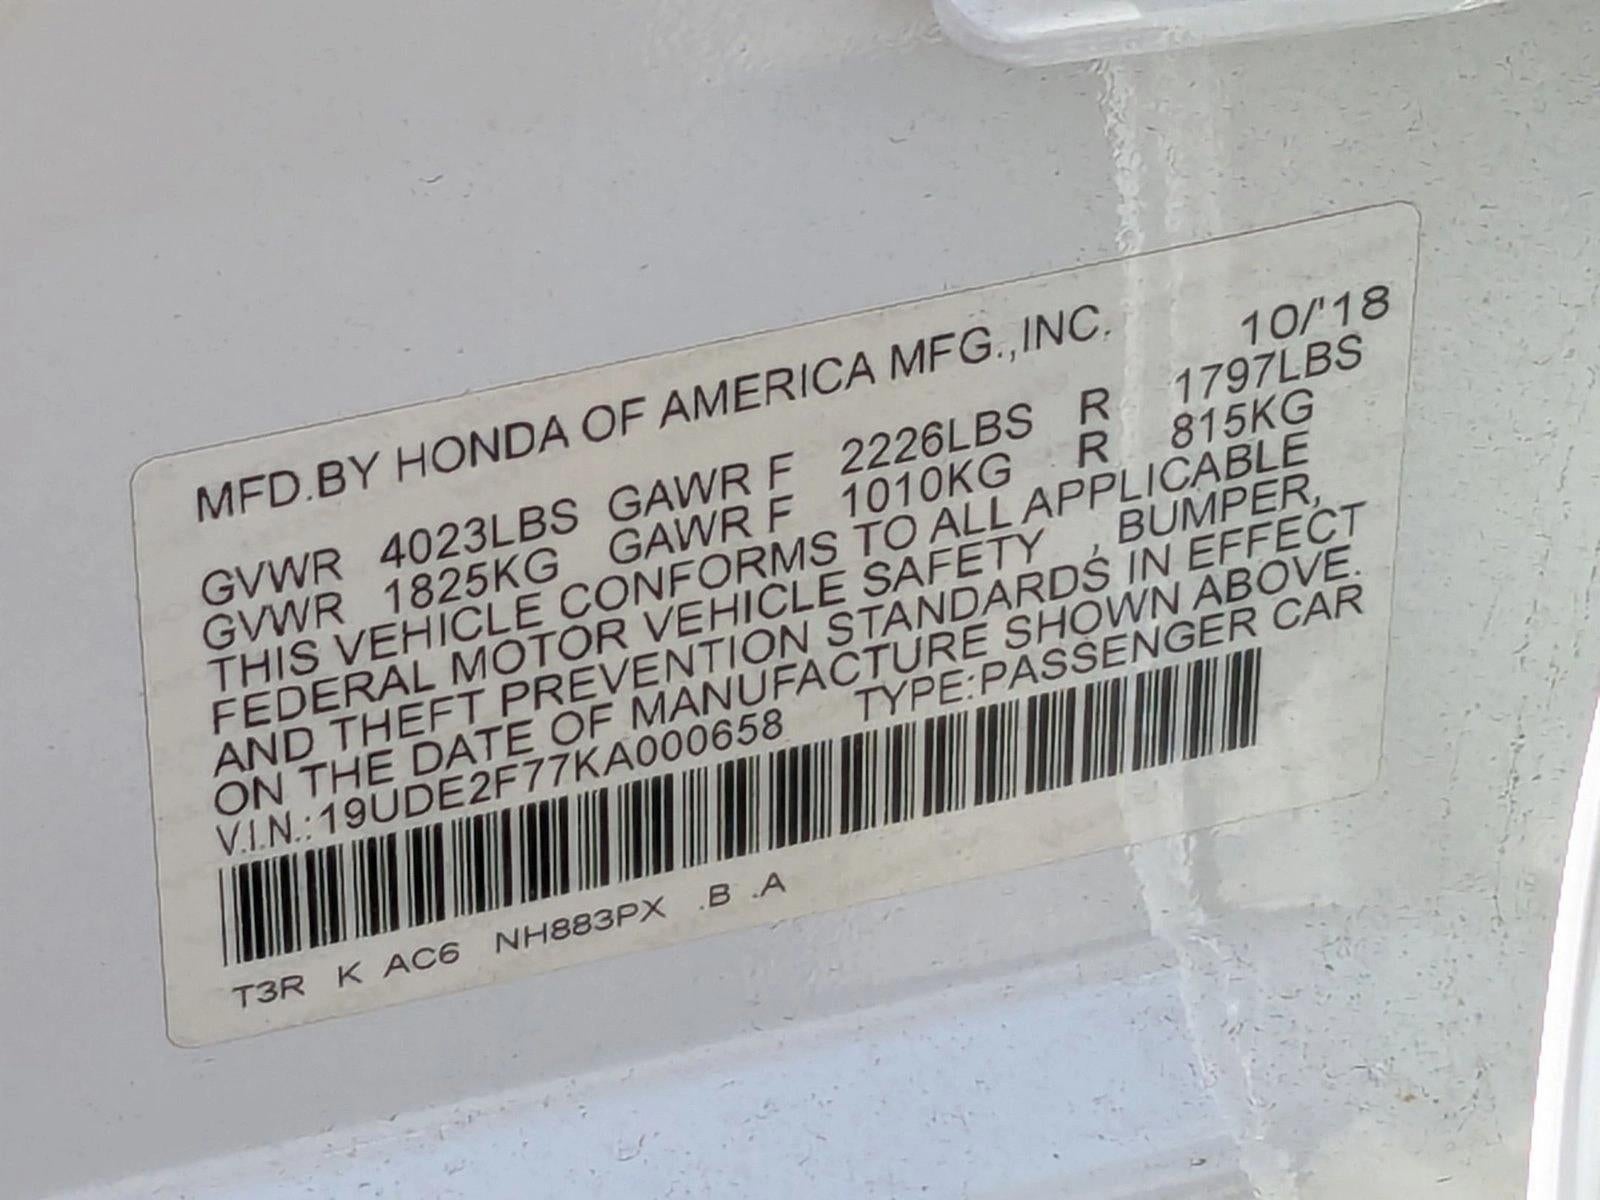 MFD.BY HONDA OF AMERICA MFG.,INC. 10/'18
GVWR 4023LBS GAWR F 2226LBS R 1797LBS
GVWR 1825KG GAWR F 1010KG R 815KG
THIS VEHICLE CONFORMS TO ALL APPLICABLE
FEDERAL MOTOR VEHICLE SAFETY , BUMPER,
AND THEFT PREVENTION STANDARDS IN EFFECT
ON THE DATE OF MANUFACTURE SHOWN ABOVE.
V.I.N.:19UDE2F77KA000658 TYPE:PASSENGER CAR
T3R K AC6 NH883PX .B .A